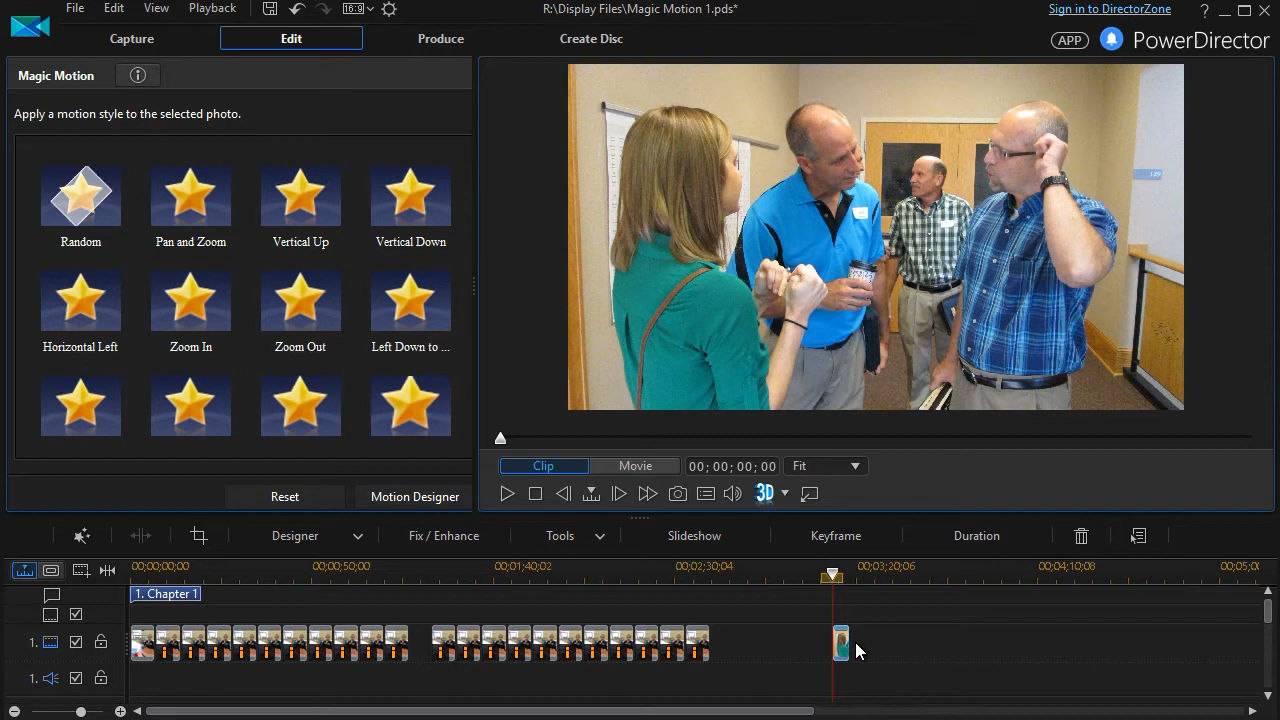 File Edit View Playback 16:9 R:\Display Files\Magic Motion 1.pds* Sign in to DirectorZone ?
Capture Edit Produce Create Disc APP PowerDirector
Magic Motion
Apply a motion style to the selected photo.
Random Pan and Zoom Vertical Up Vertical Down
Horizontal Left Zoom In Zoom Out Left Down to ...
Reset Motion Designer
129
Clip Movie 00; 00; 00; 00 Fit
3D
Designer Fix / Enhance Tools Slideshow Keyframe Duration
00;00;00;00 00;00;50;00 00;01;40;02 00;02;30;04 00;03;20;06 00;04;10;08 00;05;0
1. Chapter 1
1.
1.